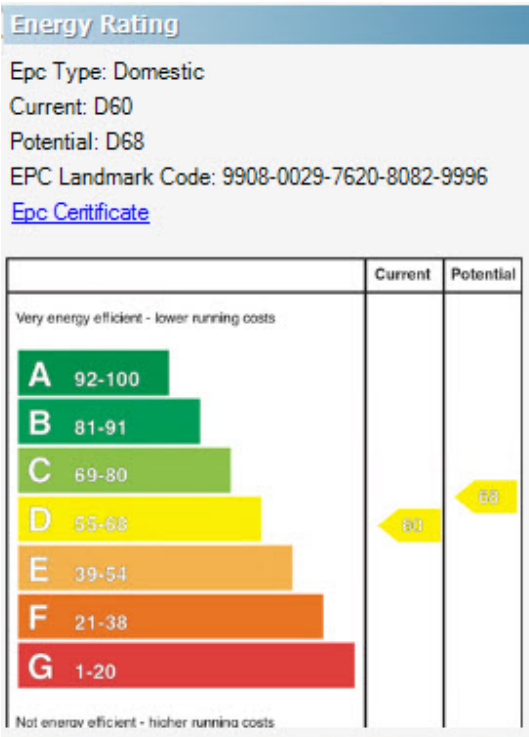 Energy Rating
Epc Type: Domestic
Current: D60
Potential: D68
EPC Landmark Code: 9908-0029-7620-8082-9996
Epc Ceritificate
Current Potential
Very energy efficient - lower running costs
A 92-100
B 81-91
C 69-80
68
D 55-68
60
E 39-54
F 21-38
G 1-20
Not energy efficient - higher running costs